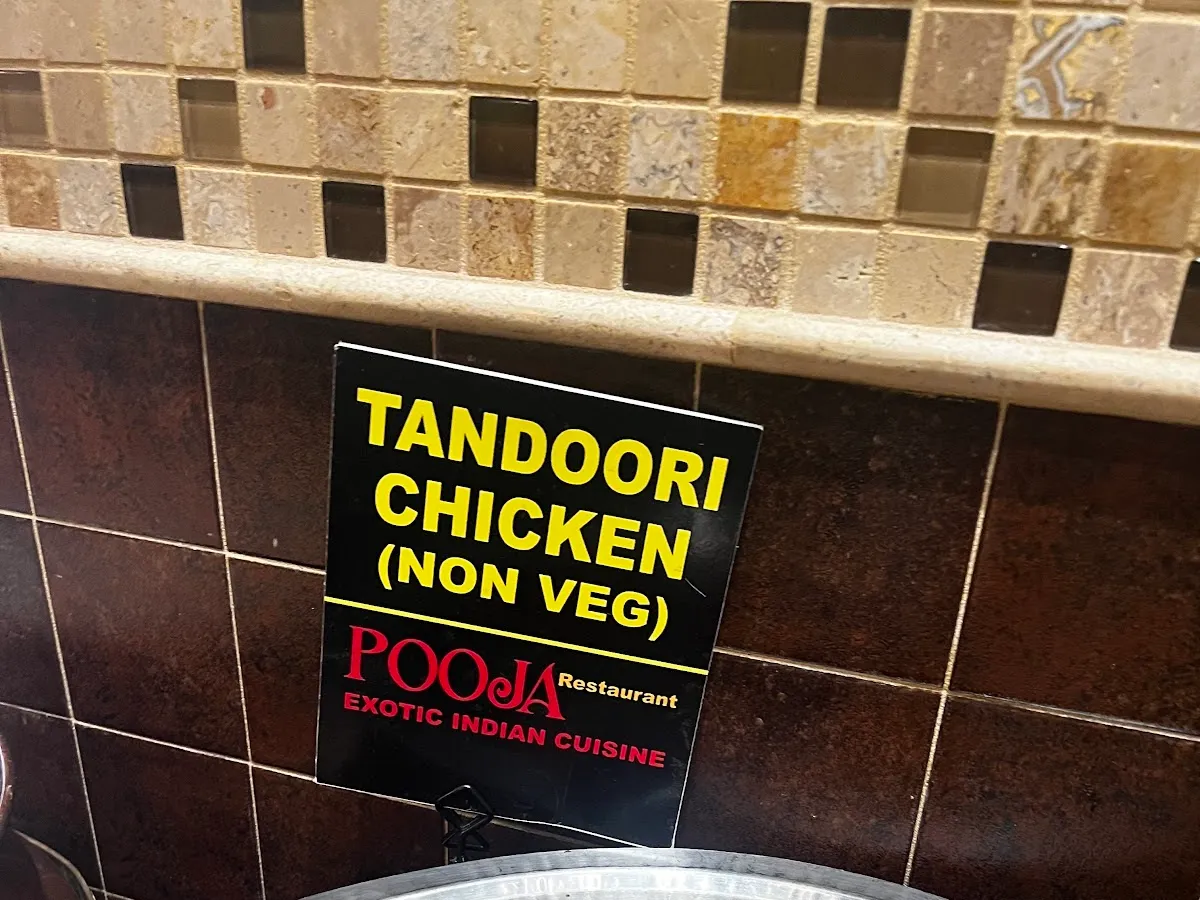 TANDOORI
CHICKEN
(NON VEG)
POOJA Restaurant
EXOTIC INDIAN CUISINE